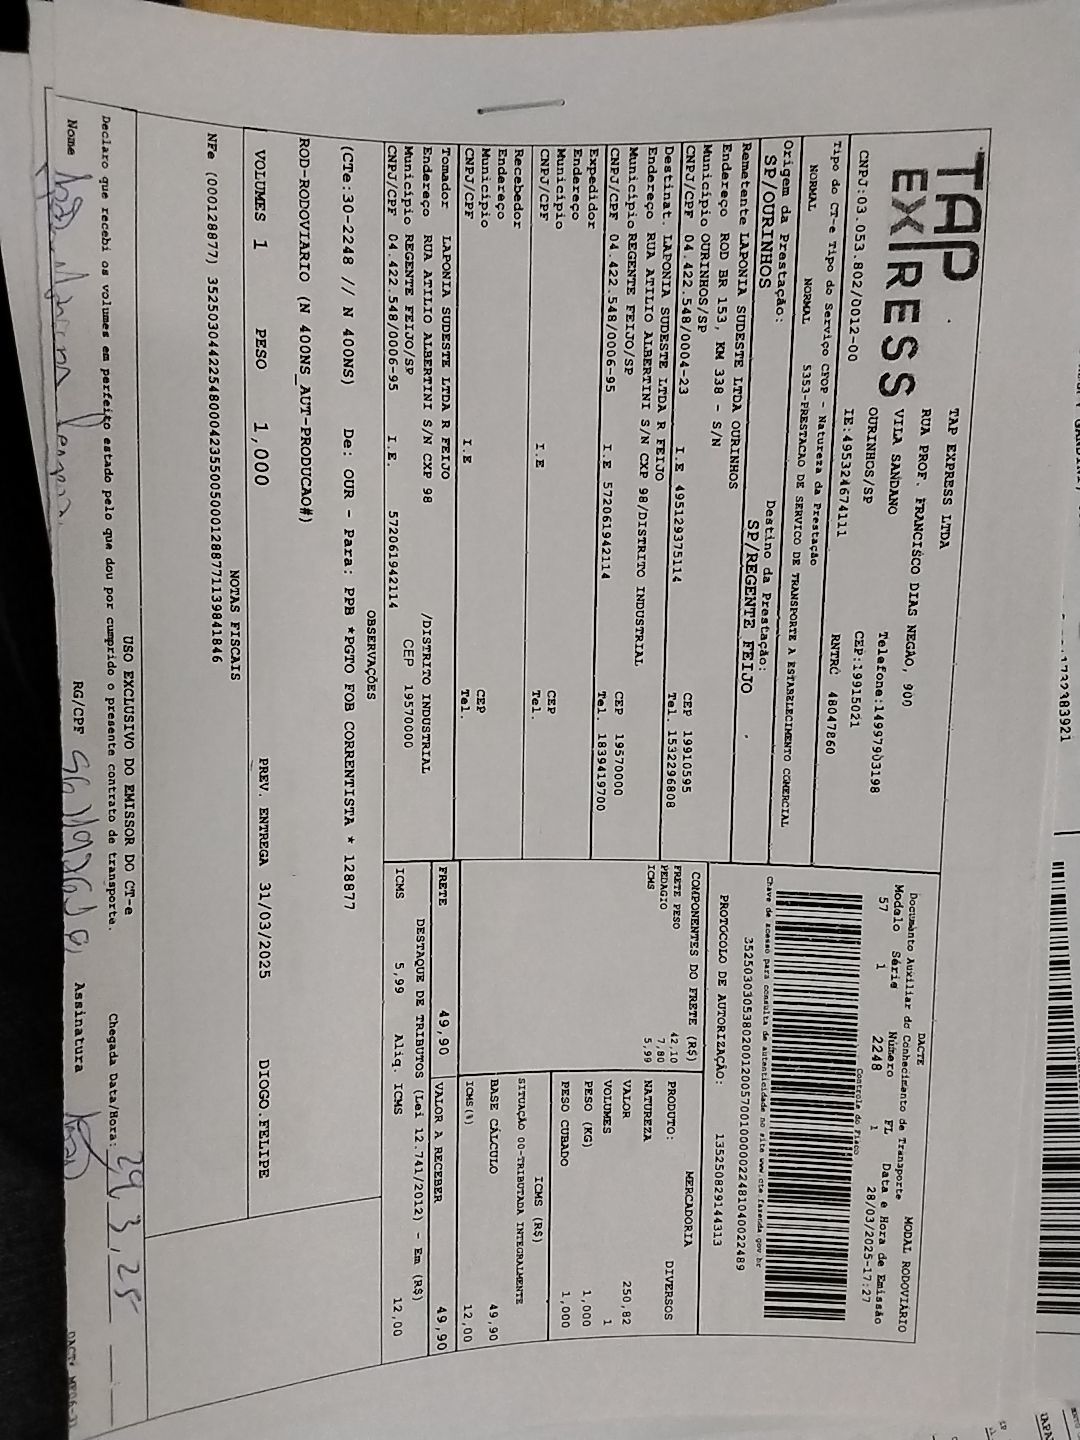 TAP EXPRESS
TAP EXPRESS LTDA
RUA PROF. FRANCISCO DIAS NEGAO, 900
VILA SANDANO
OURINHOS/SP
Telefone:14997903198
CEP:19915021
CNPJ:03.053.802/0012-00
IE:495324674111
RNTRC 48047860
DACTE
MODAL RODOVIÁRIO
Documento Auxiliar do Conhecimento de Transporte
Modelo Série Número FL Data e Hora de Emissão
57 1 2248 1 28/03/2025-17:27
Controle do Fisco
Chave de acesso para consulta de autenticidade no site www.cte.fazenda.gov.br
PROTOCOLO DE AUTORIZAÇÃO: 135250829144313
Tipo do CT-e Tipo do Serviço CFOP - Natureza da Prestação
NORMAL NORMAL 5353-PRESTACAO DE SERVICO DE TRANSPORTE A ESTABELECIMENTO COMERCIAL
Origem da Prestação: Destino da Prestação:
SP/OURINHOS SP/REGENTE FEIJO
Remetente LAPONIA SUDESTE LTDA OURINHOS
Endereço ROD BR 153, KM 338 - S/N
Município OURINHOS/SP CEP 19910595
CNPJ/CPF 04.422.548/0004-23 I.E 495129375114 Tel. 1532296808
Destinat. LAPONIA SUDESTE LTDA R FEIJO
Endereço RUA ATILIO ALBERTINI S/N CXP 98/DISTRITO INDUSTRIAL
Município REGENTE FEIJO/SP CEP 19570000
CNPJ/CPF 04.422.548/0006-95 I.E 572061942114 Tel. 1839419700
Expedidor
Endereço
Município CEP
CNPJ/CPF I.E Tel.
Recebedor
Endereço
Município CEP
CNPJ/CPF I.E Tel.
Tomador LAPONIA SUDESTE LTDA R FEIJO
Endereço RUA ATILIO ALBERTINI S/N CXP 98 /DISTRITO INDUSTRIAL
Município REGENTE FEIJO/SP CEP 19570000
CNPJ/CPF 04.422.548/0006-95 I.E. 572061942114
COMPONENTES DO FRETE (R$)
FRETE PESO 42,10
PEDAGIO 7,80
ICMS 5,99
PRODUTO: MERCADORIA
NATUREZA DIVERSOS
VALOR 250,82
VOLUMES 1
PESO (KG) 1,000
PESO CUBADO 1,000
ICMS (R$)
SITUAÇÃO 00-TRIBUTADA INTEGRALMENTE
BASE CÁLCULO 49,90
ICMS(%) 12,00
FRETE 49,90 VALOR A RECEBER 49,90
DESTAQUE DE TRIBUTOS (Lei 12.741/2012) - Em (R$)
ICMS 5,99 Aliq. ICMS 12,00
OBSERVAÇÕES
(CTe:30-2248 // N 400NS) De: OUR - Para: PPB *PGTO FOB CORRENTISTA * 128877
ROD-RODOVIARIO (N 400NS_AUT-PRODUCAO#)
VOLUMES 1 PESO 1,000 PREV. ENTREGA 31/03/2025 DIOGO.FELIPE
NOTAS FISCAIS
NFe (000128877) 35250304422548000423550050001288771139841846
USO EXCLUSIVO DO EMISSOR DO CT-e
Declaro que recebi os volumes em perfeito estado pelo que dou por cumprido o presente contrato de transporte. Chegada Data/Hora: 29 3 25
Nome RG/CPF Assinatura